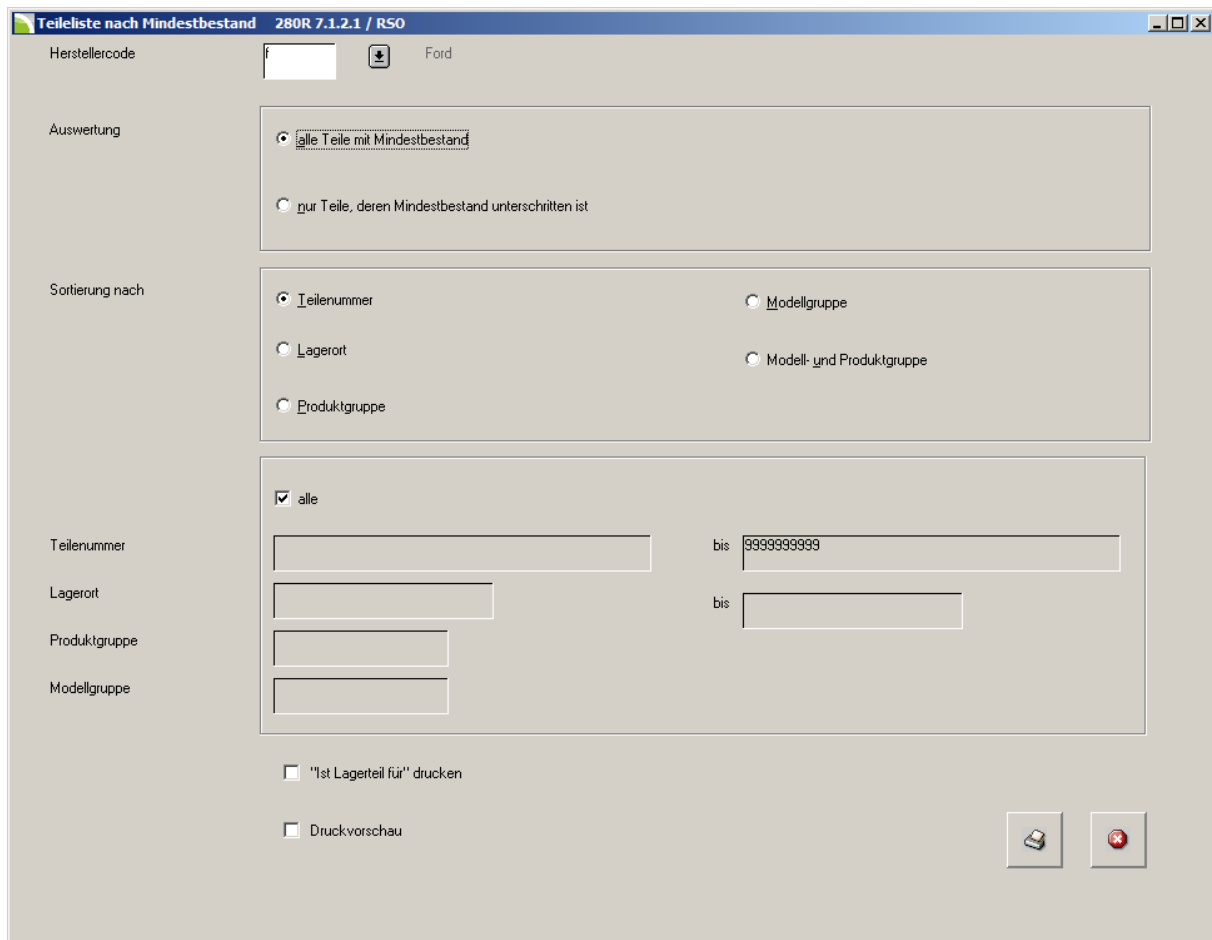 Teileliste nach Mindestbestand 280R 7.1.2.1 / RSO
Herstellercode f Ford
Auswertung
alle Teile mit Mindestbestand
nur Teile, deren Mindestbestand unterschritten ist
Sortierung nach
Teilenummer Modellgruppe
Lagerort Modell- und Produktgruppe
Produktgruppe
alle
Teilenummer bis 9999999999
Lagerort bis
Produktgruppe
Modellgruppe
"Ist Lagerteil für" drucken
Druckvorschau